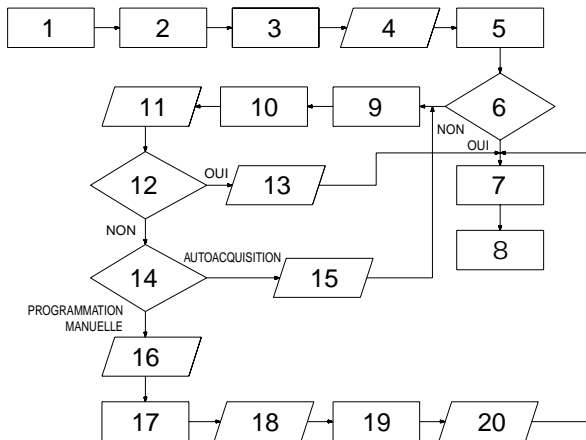 1 2 3 4 5
11 10 9 6
NON
OUI
12 OUI 13 7
NON
8
14 AUTOACQUISITION 15
PROGRAMMATION
MANUELLE
16
17 18 19 20